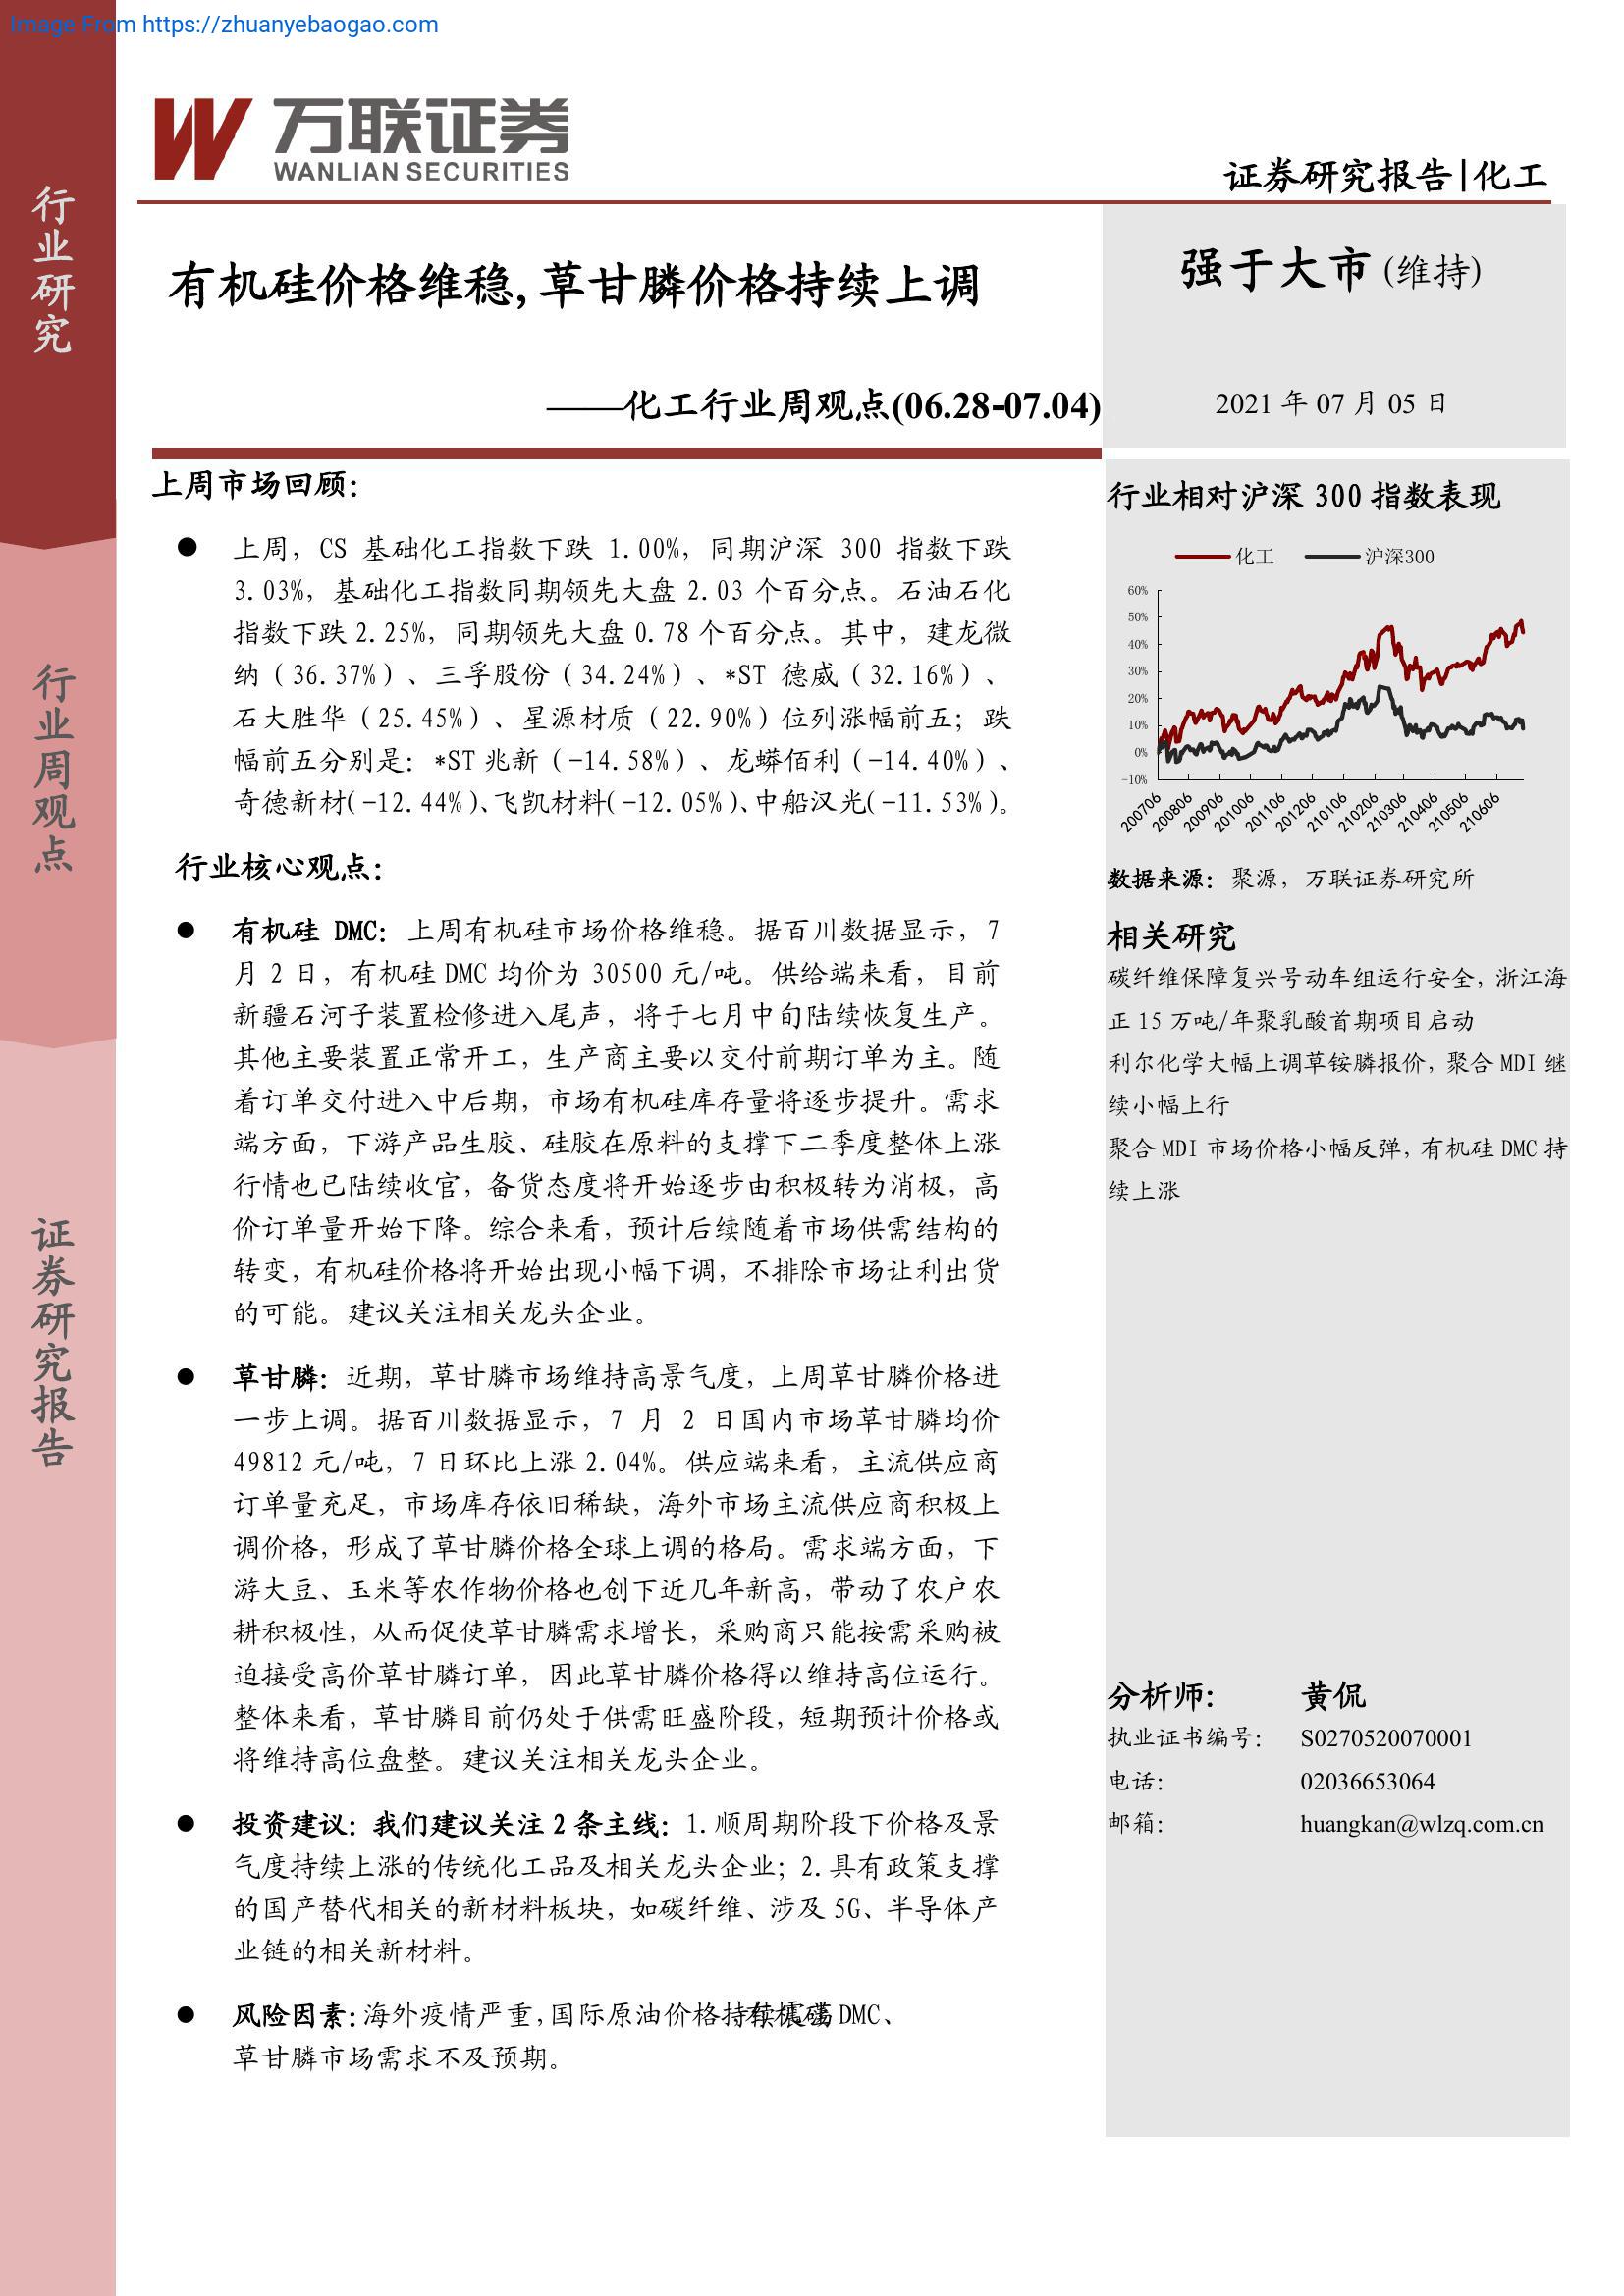 Image From https://zhuanyebaogao.com
万联证券
WANLIAN SECURITIES
证券研究报告|化工
行业研究
行业周观点
证券研究报告
有机硅价格维稳,草甘膦价格持续上调
强于大市(维持)
——化工行业周观点(06.28-07.04)
2021 年 07 月 05 日
上周市场回顾：
● 上周，CS 基础化工指数下跌 1.00%，同期沪深 300 指数下跌
3.03%，基础化工指数同期领先大盘 2.03 个百分点。石油石化
指数下跌 2.25%，同期领先大盘 0.78 个百分点。其中，建龙微
纳（36.37%）、三孚股份（34.24%）、*ST 德威（32.16%）、
石大胜华（25.45%）、星源材质（22.90%）位列涨幅前五；跌
幅前五分别是：*ST 兆新（-14.58%）、龙蟒佰利（-14.40%）、
奇德新材(-12.44%)、飞凯材料(-12.05%)、中船汉光(-11.53%)。
行业核心观点：
● 有机硅 DMC：上周有机硅市场价格维稳。据百川数据显示，7
月 2 日，有机硅 DMC 均价为 30500 元/吨。供给端来看，目前
新疆石河子装置检修进入尾声，将于七月中旬陆续恢复生产。
其他主要装置正常开工，生产商主要以交付前期订单为主。随
着订单交付进入中后期，市场有机硅库存量将逐步提升。需求
端方面，下游产品生胶、硅胶在原料的支撑下二季度整体上涨
行情也已陆续收官，备货态度将开始逐步由积极转为消极，高
价订单量开始下降。综合来看，预计后续随着市场供需结构的
转变，有机硅价格将开始出现小幅下调，不排除市场让利出货
的可能。建议关注相关龙头企业。
● 草甘膦：近期，草甘膦市场维持高景气度，上周草甘膦价格进
一步上调。据百川数据显示，7 月 2 日国内市场草甘膦均价
49812 元/吨，7 日环比上涨 2.04%。供应端来看，主流供应商
订单量充足，市场库存依旧稀缺，海外市场主流供应商积极上
调价格，形成了草甘膦价格全球上调的格局。需求端方面，下
游大豆、玉米等农作物价格也创下近几年新高，带动了农户农
耕积极性，从而促使草甘膦需求增长，采购商只能按需采购被
迫接受高价草甘膦订单，因此草甘膦价格得以维持高位运行。
整体来看，草甘膦目前仍处于供需旺盛阶段，短期预计价格或
将维持高位盘整。建议关注相关龙头企业。
● 投资建议：我们建议关注 2 条主线：1.顺周期阶段下价格及景
气度持续上涨的传统化工品及相关龙头企业；2.具有政策支撑
的国产替代相关的新材料板块，如碳纤维、涉及 5G、半导体产
业链的相关新材料。
● 风险因素：海外疫情严重，国际原油价格持续 DMC、
草甘膦市场需求不及预期。
行业相对沪深 300 指数表现
化工 沪深300
60%
50%
40%
30%
20%
10%
0%
-10%
200706 200806 200906 201006 201106 201206 210106 210206 210306 210406 210506 210606
数据来源：聚源，万联证券研究所
相关研究
碳纤维保障复兴号动车组运行安全，浙江海
正 15 万吨/年聚乳酸首期项目启动
利尔化学大幅上调草铵膦报价，聚合 MDI 继
续小幅上行
聚合 MDI 市场价格小幅反弹，有机硅 DMC 持
续上涨
分析师： 黄侃
执业证书编号： S0270520070001
电话： 02036653064
邮箱： huangkan@wlzq.com.cn